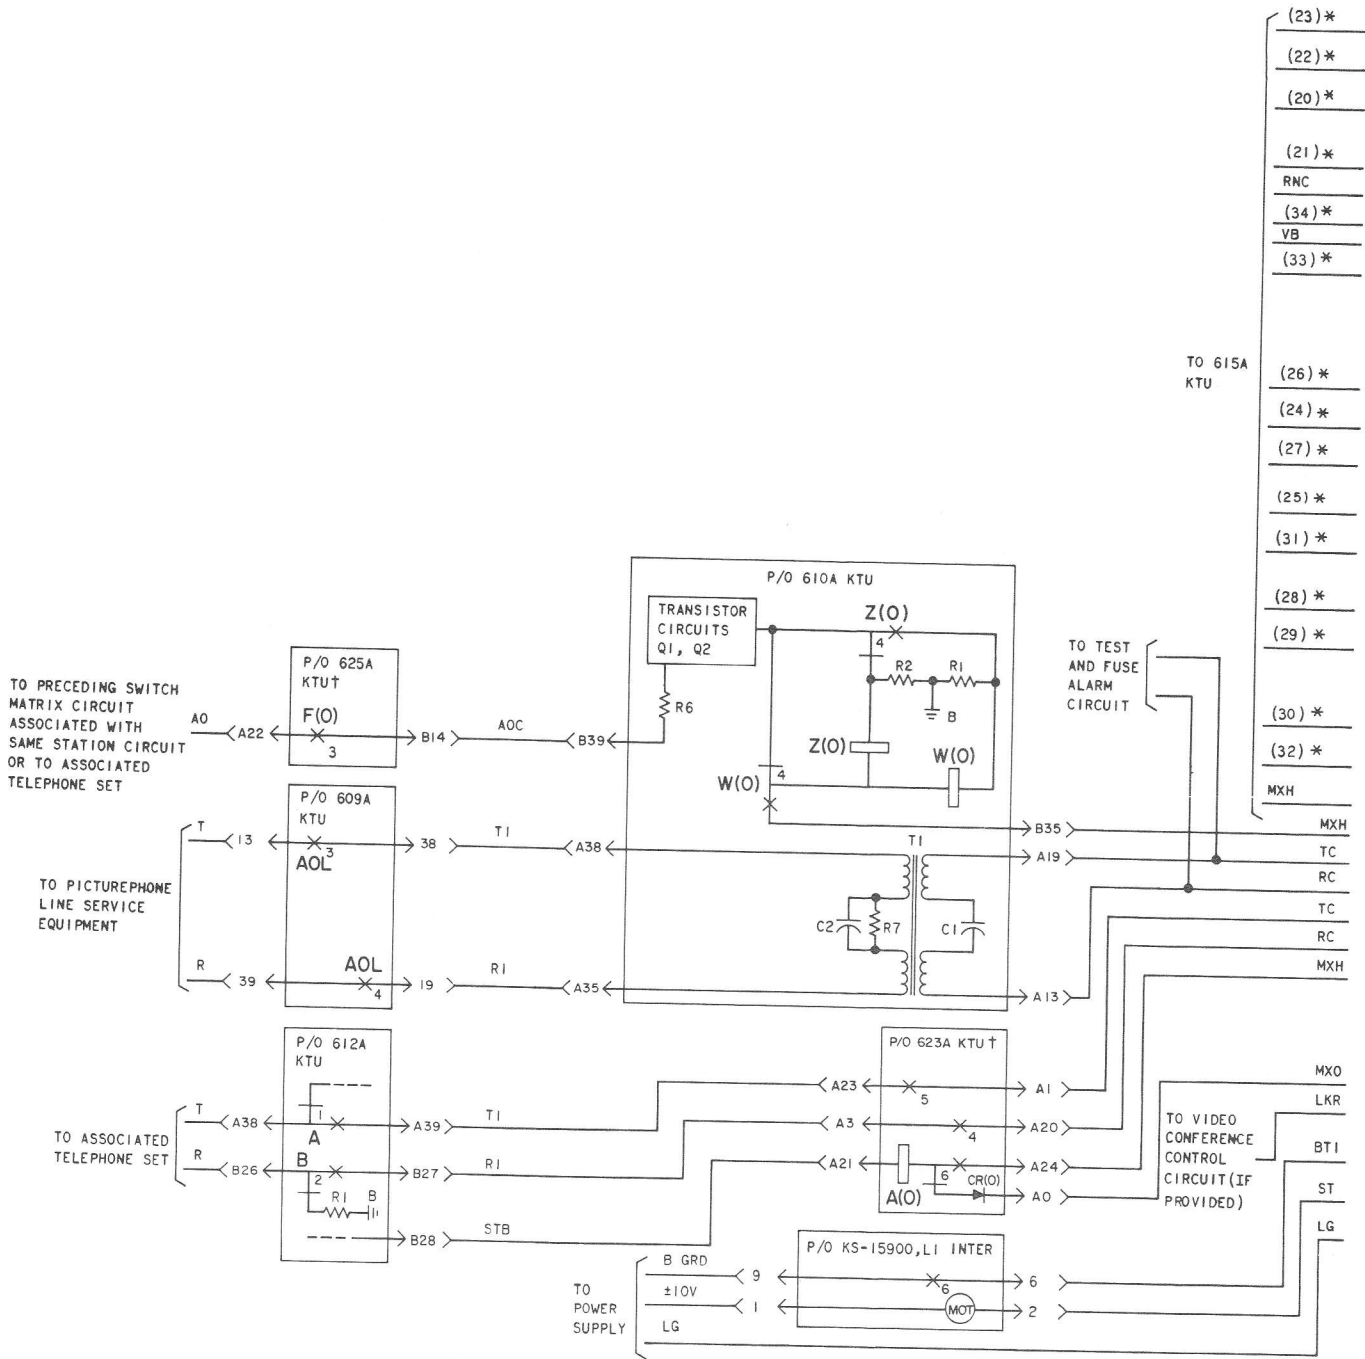 (23)*
(22)*
(20)*
(21)*
RNC
(34)*
VB
(33)*
TO 615A
KTU
(26)*
(24)*
(27)*
(25)*
(31)*
(28)*
(29)*
(30)*
(32)*
MXH
P/O 610A KTU
TRANSISTOR
CIRCUITS
Q1, Q2
Z(O)
4
R2
R1
B
R6
Z(O)
W(O)
W(O)
4
TO TEST
AND FUSE
ALARM
CIRCUIT
P/O 625A
KTU†
F(O)
3
TO PRECEDING SWITCH
MATRIX CIRCUIT
ASSOCIATED WITH
SAME STATION CIRCUIT
OR TO ASSOCIATED
TELEPHONE SET
AO
A22
B14
AOC
B39
P/O 609A
KTU
T
13
3
AOL
38
T1
A38
T1
B35
MXH
A19
TC
RC
TO PICTUREPHONE
LINE SERVICE
EQUIPMENT
C2
R7
C1
TC
RC
R
39
AOL
4
19
R1
A35
A13
MXH
P/O 612A
KTU
P/O 623A KTU†
TO ASSOCIATED
TELEPHONE SET
T
A38
1
A
A39
T1
A23
5
A1
MXO
R
B26
B
2
R1
B
B27
R1
A3
4
A20
LKR
B28
STB
A21
A(O)
6
CR(O)
A24
AO
TO VIDEO
CONFERENCE
CONTROL
CIRCUIT(IF
PROVIDED)
BT1
ST
LG
P/O KS-15900,L1 INTER
TO
POWER
SUPPLY
B GRD
9
6
6
±10V
1
MOT
2
LG